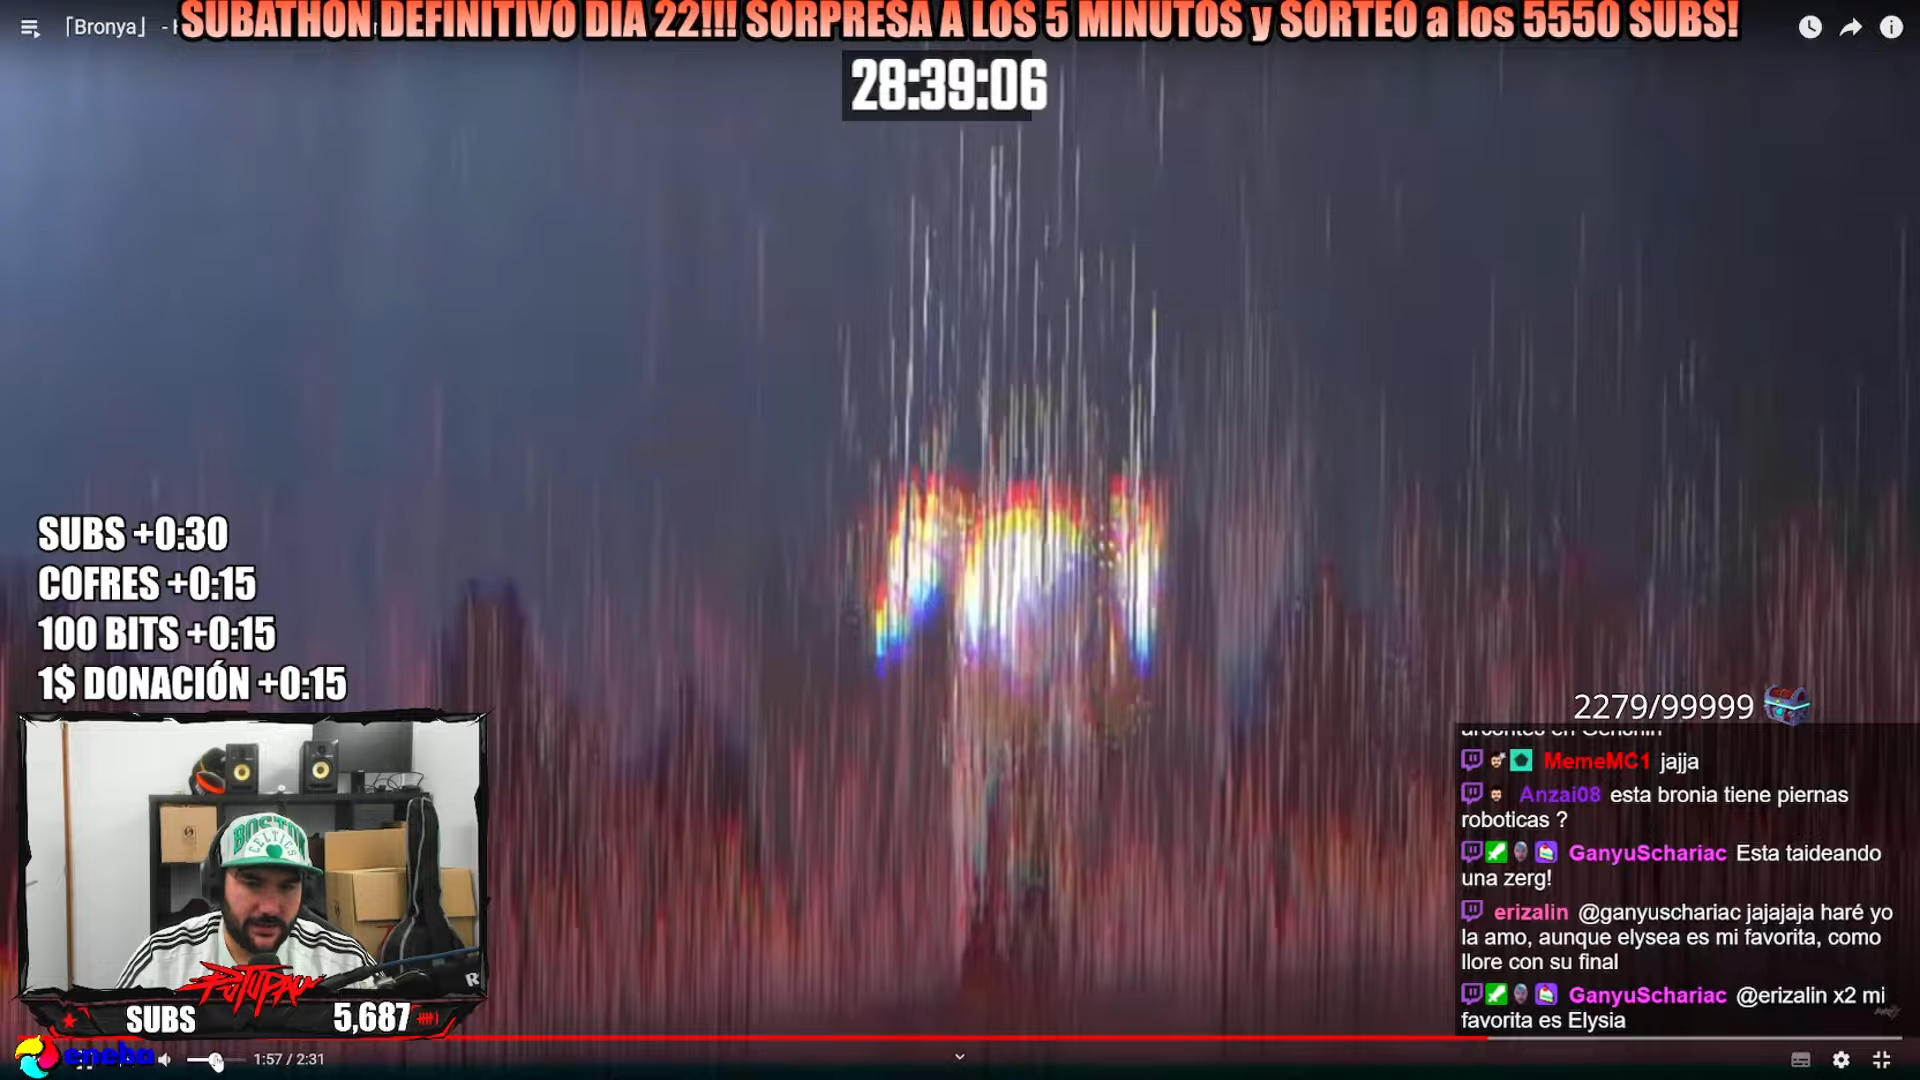 「Bronya」 -
SUBATHON DEFINITIVO DIA 22!!! SORPRESA A LOS 5 MINUTOS y SORTEO a los 5550 SUBS!
28:39:06
SUBS +0:30
COFRES +0:15
100 BITS +0:15
1$ DONACIÓN +0:15
BOSTON
CELTICS
PUTUPAU
SUBS 5,687
eneba
1:57 / 2:31
2279/99999
MemeMC1 jajja
Anzai08 esta bronia tiene piernas
roboticas ?
GanyuSchariac Esta taideando
una zerg!
erizalin @ganyuschariac jajajaja haré yo
la amo, aunque elysea es mi favorita, como
llore con su final
GanyuSchariac @erizalin x2 mi
favorita es Elysia